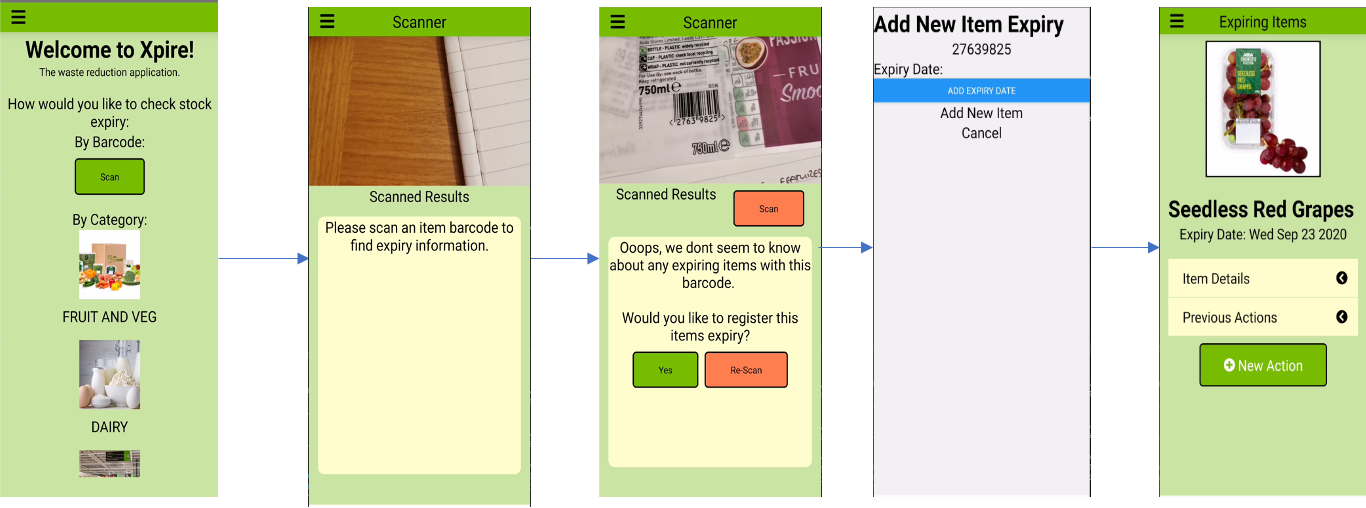 Welcome to Xpire!
The waste reduction application.
How would you like to check stock
expiry:
By Barcode:
Scan
By Category:
FRUIT AND VEG
DAIRY
Scanner
Scanned Results
Please scan an item barcode to
find expiry information.
Scanner
BOTTLE - PLASTIC widely recycled
CAP - PLASTIC check local recycling
WRAP - PLASTIC not currently recycled
750ml e
2763 9825
750ml e
PASSION
FRU
Smoo
FEATURES
Scanned Results
Scan
Ooops, we dont seem to know
about any expiring items with this
barcode.
Would you like to register this
items expiry?
Yes
Re-Scan
Add New Item Expiry
27639825
Expiry Date:
ADD EXPIRY DATE
Add New Item
Cancel
Expiring Items
SEEDLESS
RED
GRAPES
Seedless Red Grapes
Expiry Date: Wed Sep 23 2020
Item Details
Previous Actions
New Action